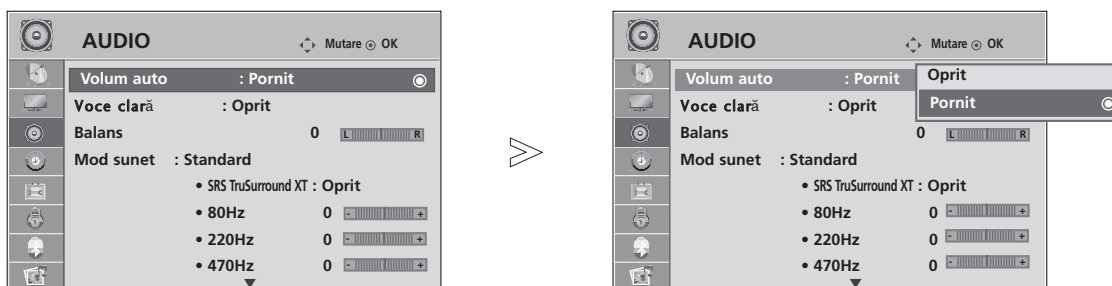 AUDIO
Mutare OK
Volum auto : Pornit
Voce clară : Oprit
Balans 0 L R
Mod sunet : Standard
• SRS TruSurround XT : Oprit
• 80Hz 0 - +
• 220Hz 0 - +
• 470Hz 0 - +
AUDIO
Mutare OK
Volum auto : Pornit
Oprit
Pornit
Voce clară : Oprit
Balans 0 L R
Mod sunet : Standard
• SRS TruSurround XT : Oprit
• 80Hz 0 - +
• 220Hz 0 - +
• 470Hz 0 - +